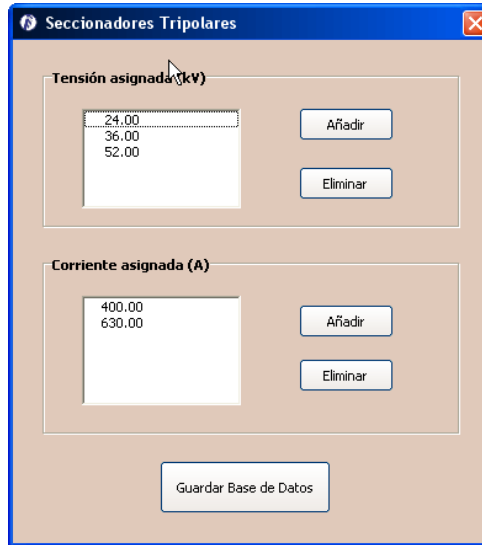 Seccionadores Tripolares
Tensión asignada (kV)
24.00
36.00
52.00
Añadir
Eliminar
Corriente asignada (A)
400.00
630.00
Añadir
Eliminar
Guardar Base de Datos